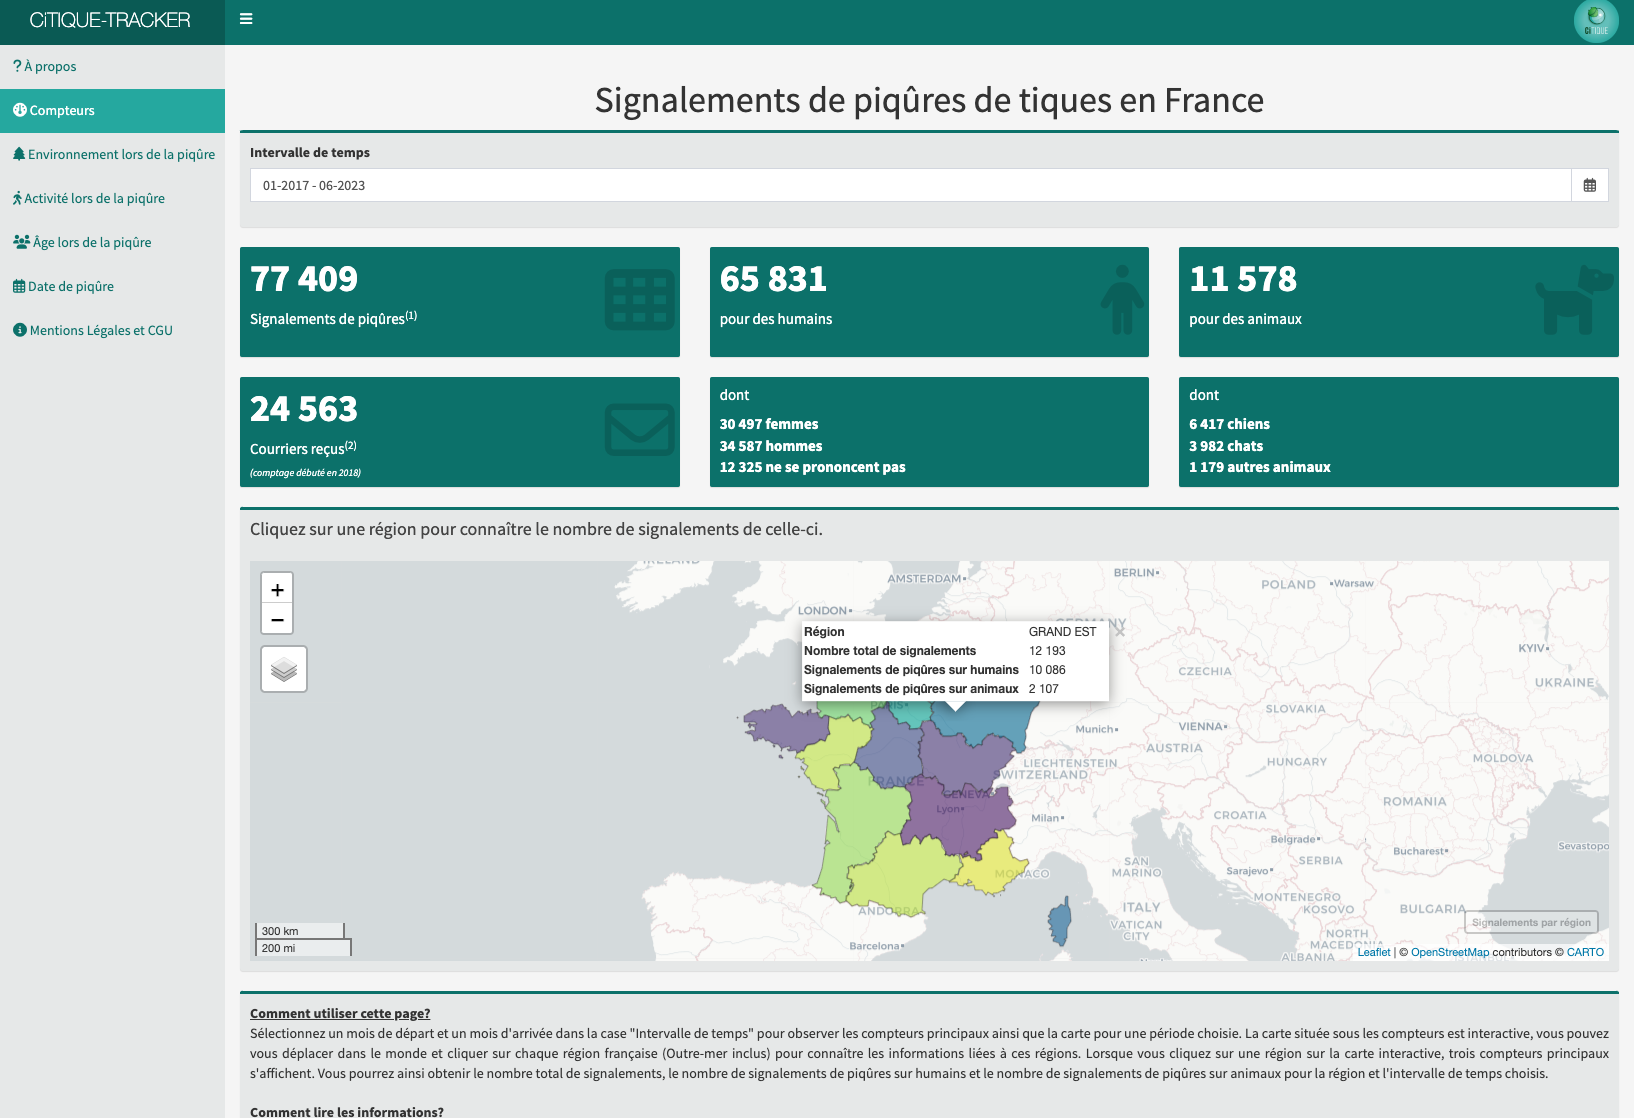 CiTIQUE-TRACKER
CiTIQUE
? À propos
Compteurs
Environnement lors de la piqûre
Activité lors de la piqûre
Âge lors de la piqûre
Date de piqûre
Mentions Légales et CGU
Signalements de piqûres de tiques en France
Intervalle de temps
01-2017 - 06-2023
77 409
Signalements de piqûres(1)
65 831
pour des humains
11 578
pour des animaux
24 563
Courriers reçus(2)
(comptage débuté en 2018)
dont
30 497 femmes
34 587 hommes
12 325 ne se prononcent pas
dont
6 417 chiens
3 982 chats
1 179 autres animaux
Cliquez sur une région pour connaître le nombre de signalements de celle-ci.
+
−
IRELAND
AMSTERDAM
BERLIN
POLAND
Warsaw
LONDON
GERMANY
×
Région GRAND EST
Nombre total de signalements 12 193
Signalements de piqûres sur humains 10 086
Signalements de piqûres sur animaux 2 107
KYIV
CZECHIA
UKRAINE
PARIS
SLOVAKIA
Munich
VIENNA
AUSTRIA
LIECHTENSTEIN
SWITZERLAND
HUNGARY
MOLDOVA
FRANCE
GENEVA
Lyon
Milan
ROMANIA
CROATIA
Belgrade
SERBIA
Bucharest
Sevastopo
SAN
MARINO
MONACO
Sarajevo
MONTENEGRO
KOSOVO
BULGARIA
ITALY
ANDORRA
VATICAN
CITY
Barcelona
NORTH
MACEDONIA
ALBANIA
300 km
200 mi
Signalements par région
Leaflet | © OpenStreetMap contributors © CARTO
Comment utiliser cette page?
Sélectionnez un mois de départ et un mois d'arrivée dans la case "Intervalle de temps" pour observer les compteurs principaux ainsi que la carte pour une période choisie. La carte située sous les compteurs est interactive, vous pouvez
vous déplacer dans le monde et cliquer sur chaque région française (Outre-mer inclus) pour connaître les informations liées à ces régions. Lorsque vous cliquez sur une région sur la carte interactive, trois compteurs principaux
s'affichent. Vous pourrez ainsi obtenir le nombre total de signalements, le nombre de signalements de piqûres sur humains et le nombre de signalements de piqûres sur animaux pour la région et l'intervalle de temps choisis.
Comment lire les informations?